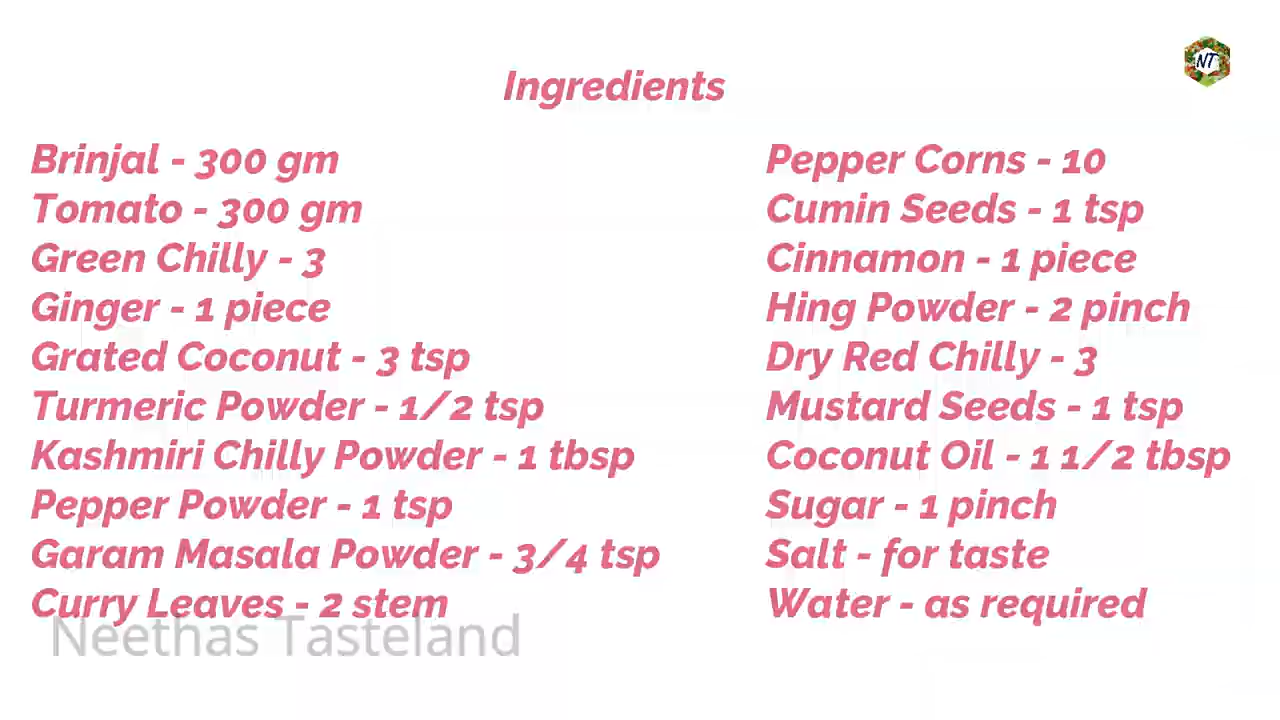 NT
Ingredients
Brinjal - 300 gm
Tomato - 300 gm
Green Chilly - 3
Ginger - 1 piece
Grated Coconut - 3 tsp
Turmeric Powder - 1/2 tsp
Kashmiri Chilly Powder - 1 tbsp
Pepper Powder - 1 tsp
Garam Masala Powder - 3/4 tsp
Curry Leaves - 2 stem
Pepper Corns - 10
Cumin Seeds - 1 tsp
Cinnamon - 1 piece
Hing Powder - 2 pinch
Dry Red Chilly - 3
Mustard Seeds - 1 tsp
Coconut Oil - 1 1/2 tbsp
Sugar - 1 pinch
Salt - for taste
Water - as required
Neethas Tasteland